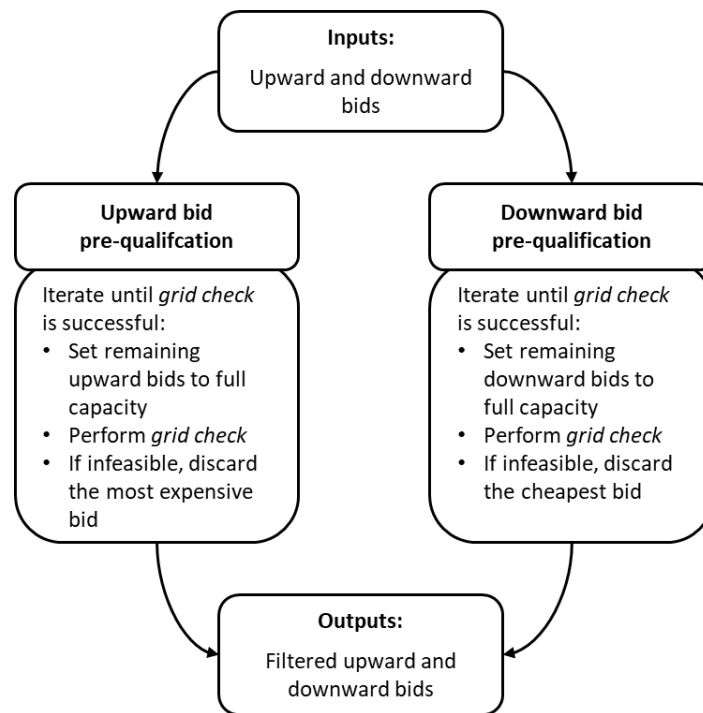 Inputs:
Upward and downward
bids
Upward bid
pre-qualifcation
Iterate until grid check
is successful:
• Set remaining
upward bids to full
capacity
• Perform grid check
• If infeasible, discard
the most expensive
bid
Downward bid
pre-qualification
Iterate until grid check
is successful:
• Set remaining
downward bids to
full capacity
• Perform grid check
• If infeasible, discard
the cheapest bid
Outputs:
Filtered upward and
downward bids